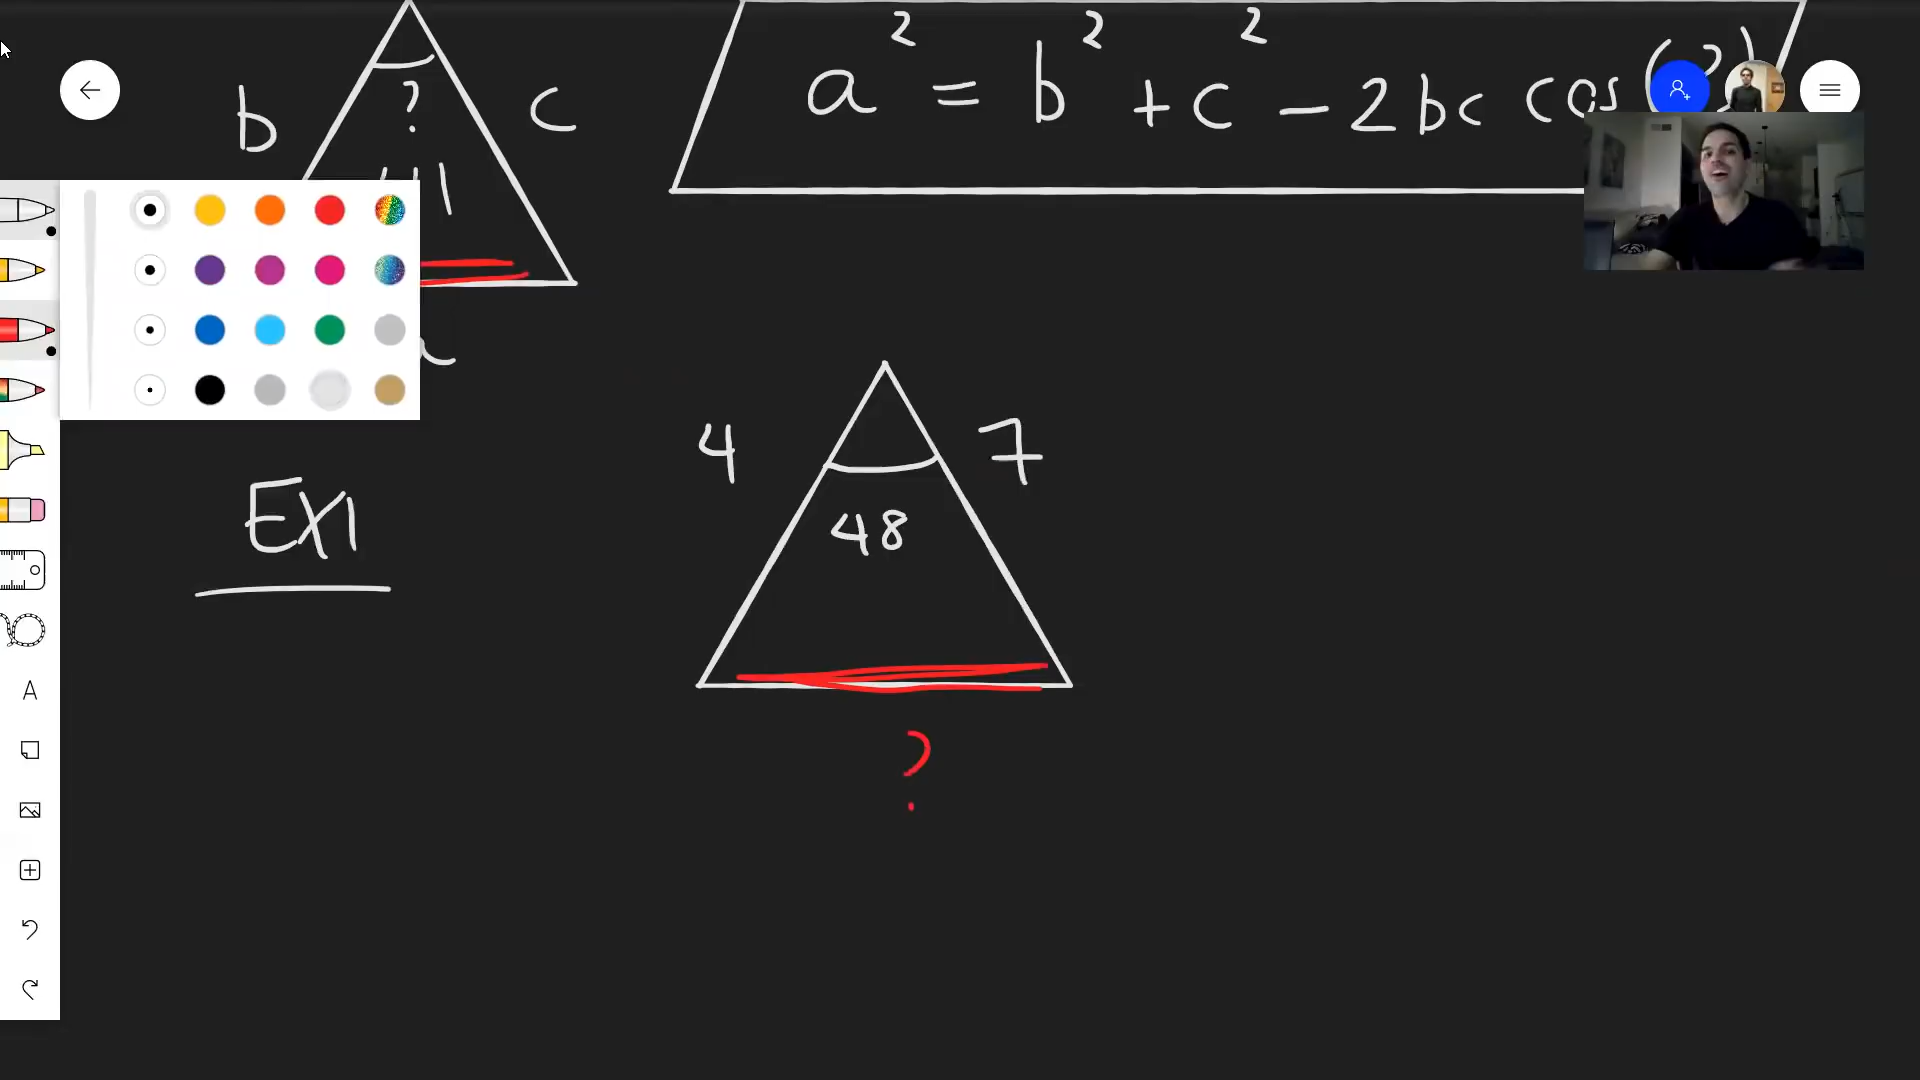 a² = b² + c² - 2bc cos(?)
b
?
c
4
7
EX1
48
?
A